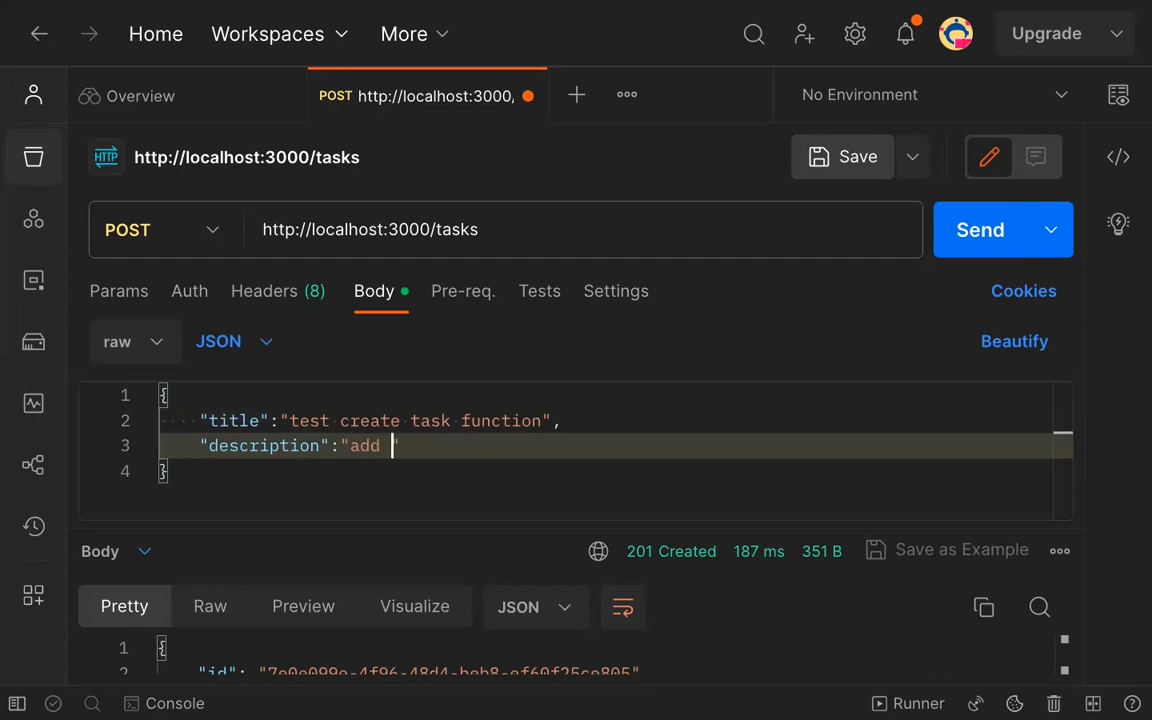 Home Workspaces More Upgrade
Overview POST http://localhost:3000, No Environment
HTTP http://localhost:3000/tasks Save
POST http://localhost:3000/tasks Send
Params Auth Headers (8) Body Pre-req. Tests Settings Cookies
raw JSON Beautify
1 {
2 "title":"test create task function",
3 "description":"add "
4 }
Body 201 Created 187 ms 351 B Save as Example
Pretty Raw Preview Visualize JSON
1 {
2 "id":
Console Runner